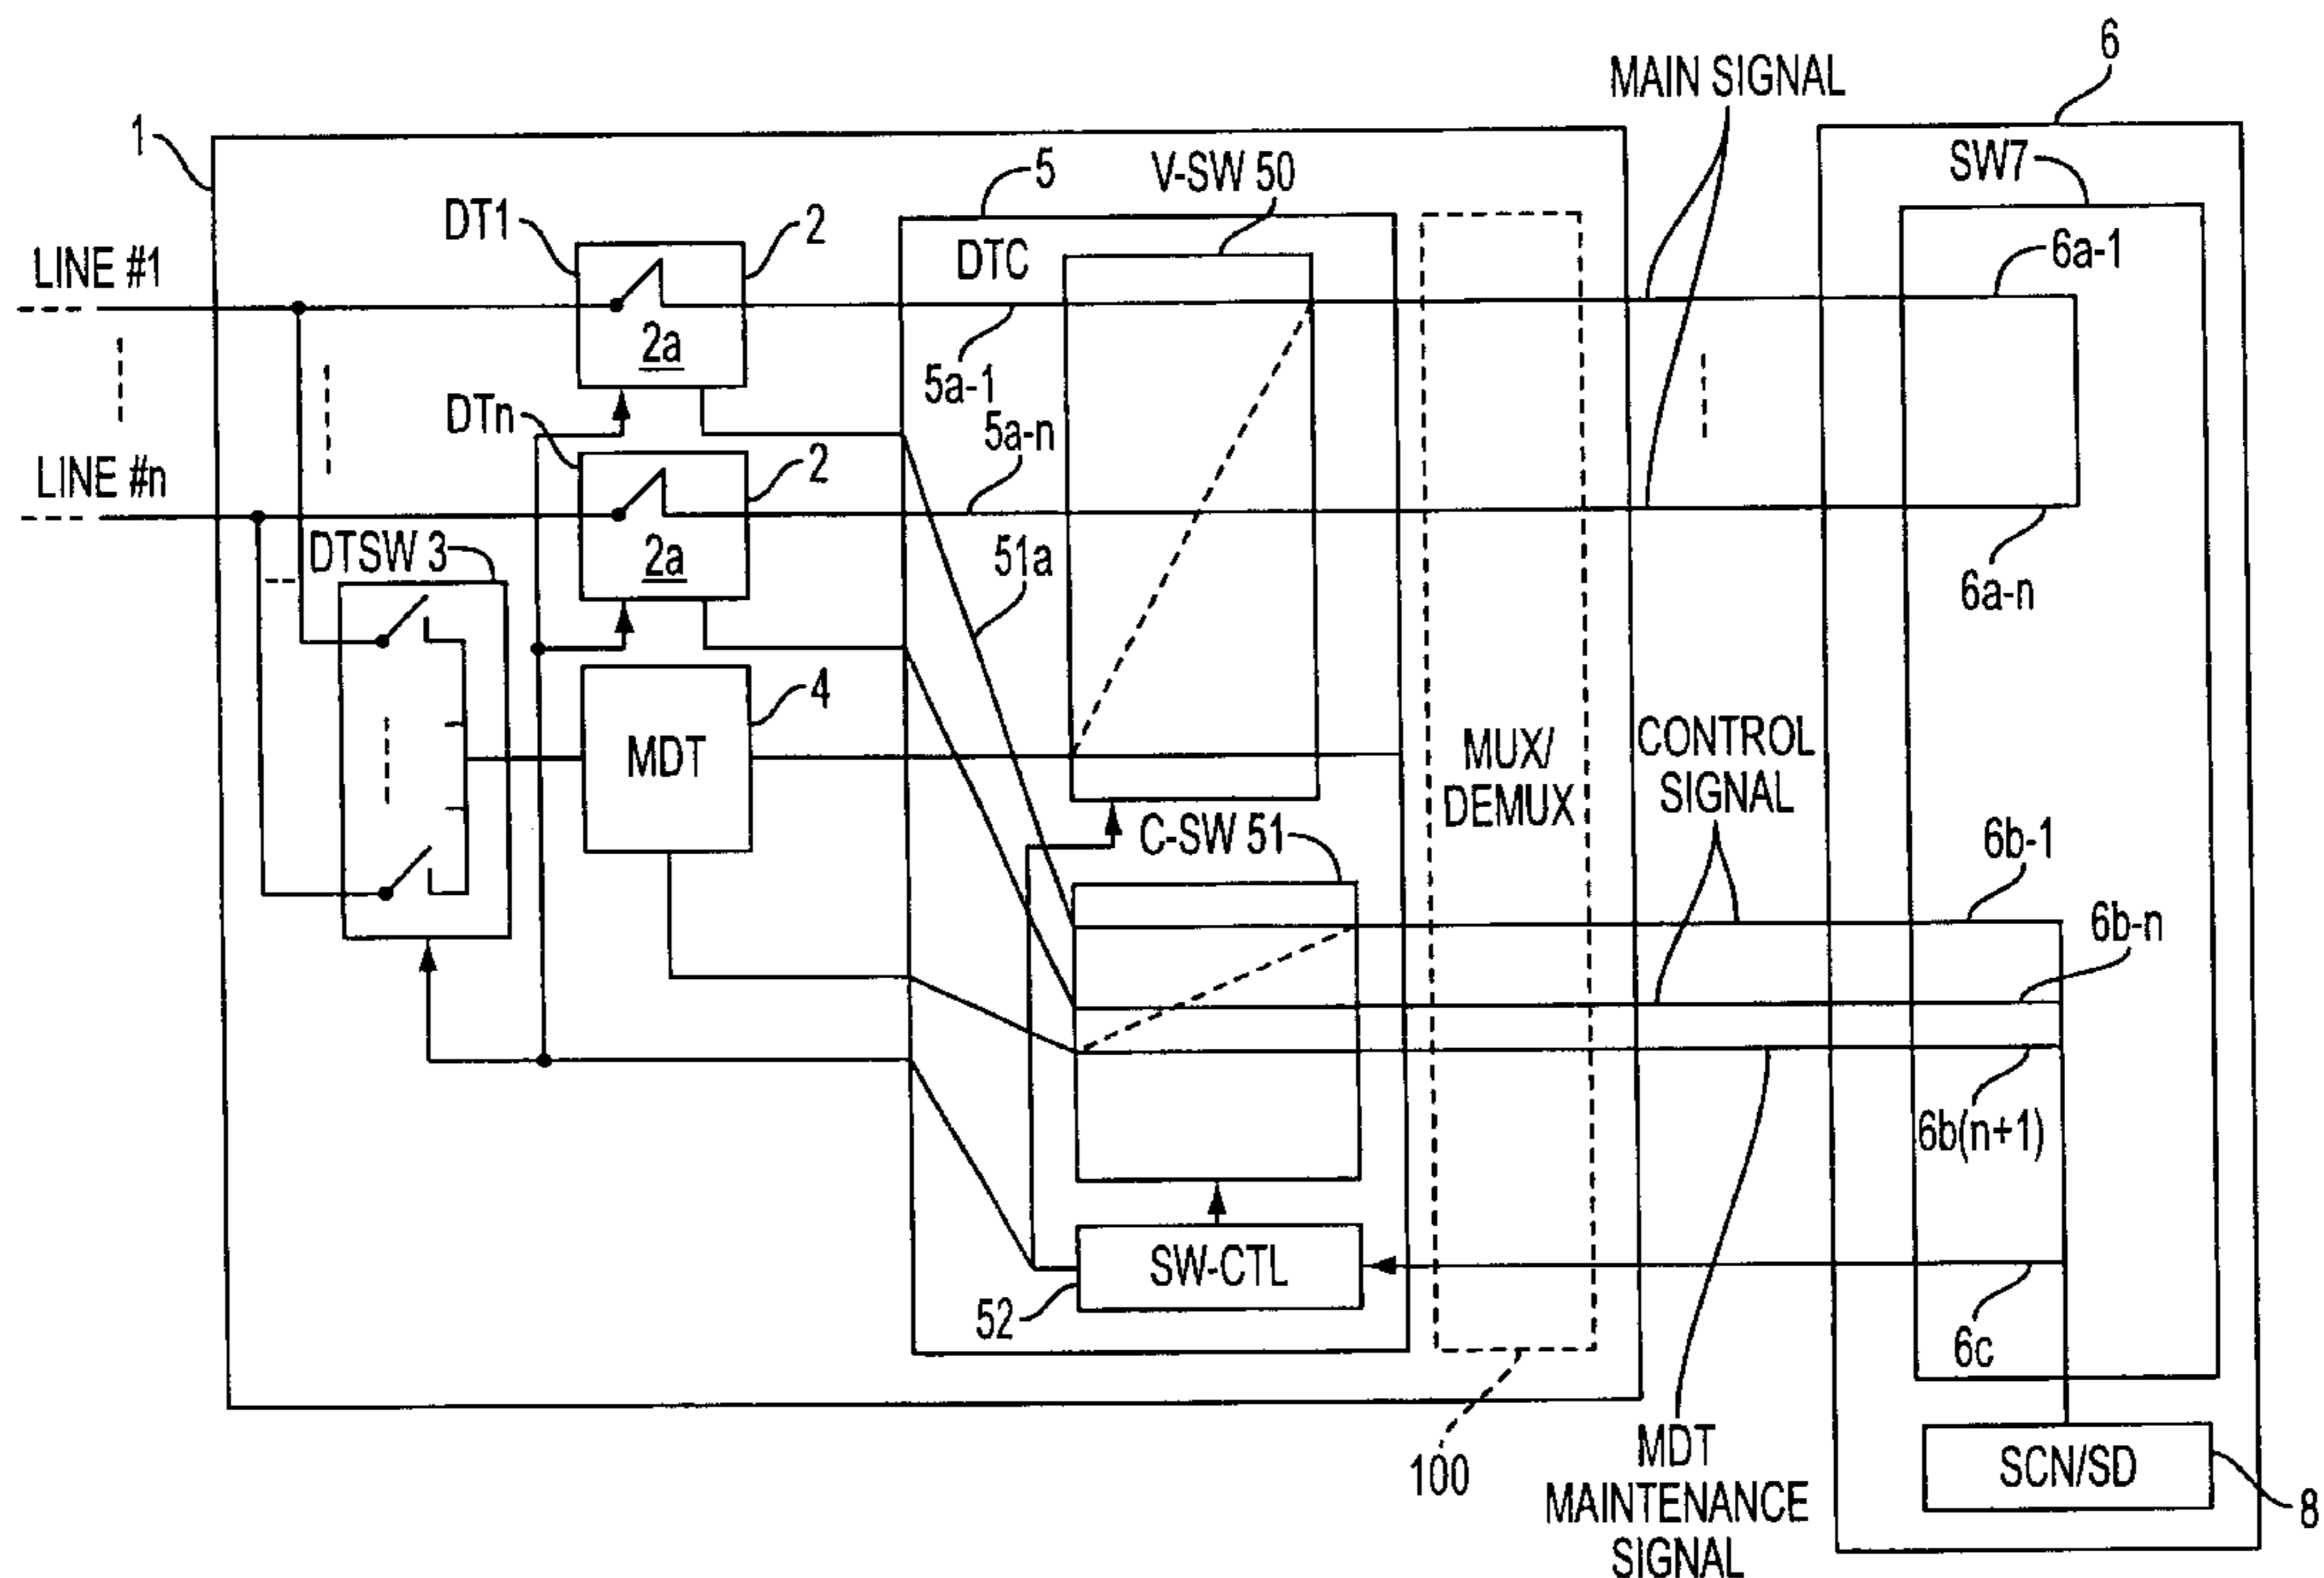 6
MAIN SIGNAL
1
5
V-SW 50
SW7
DT1
2
LINE #1
DTC
6a-1
2a
5a-1
DTn
5a-n
LINE #n
2
DTSW 3
2a
51a
6a-n
4
MDT
MUX/
DEMUX
CONTROL
SIGNAL
C-SW 51
6b-1
6b-n
6b(n+1)
SW-CTL
52
6c
100
MDT
MAINTENANCE
SIGNAL
SCN/SD
8